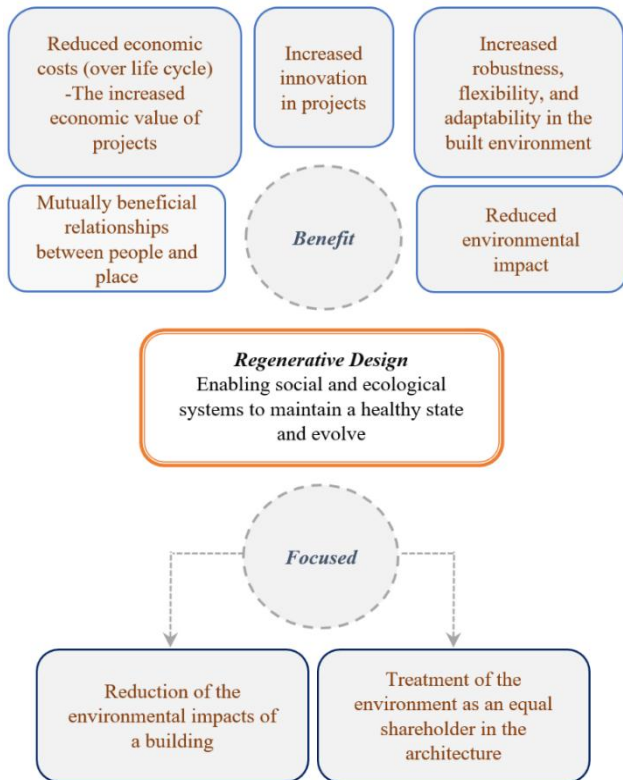 Reduced economic
costs (over life cycle)
-The increased
economic value of
projects
Increased
innovation
in projects
Increased
robustness,
flexibility, and
adaptability in the
built environment
Mutually beneficial
relationships
between people and
place
Benefit
Reduced
environmental
impact
Regenerative Design
Enabling social and ecological
systems to maintain a healthy state
and evolve
Focused
Reduction of the
environmental impacts of
a building
Treatment of the
environment as an equal
shareholder in the
architecture